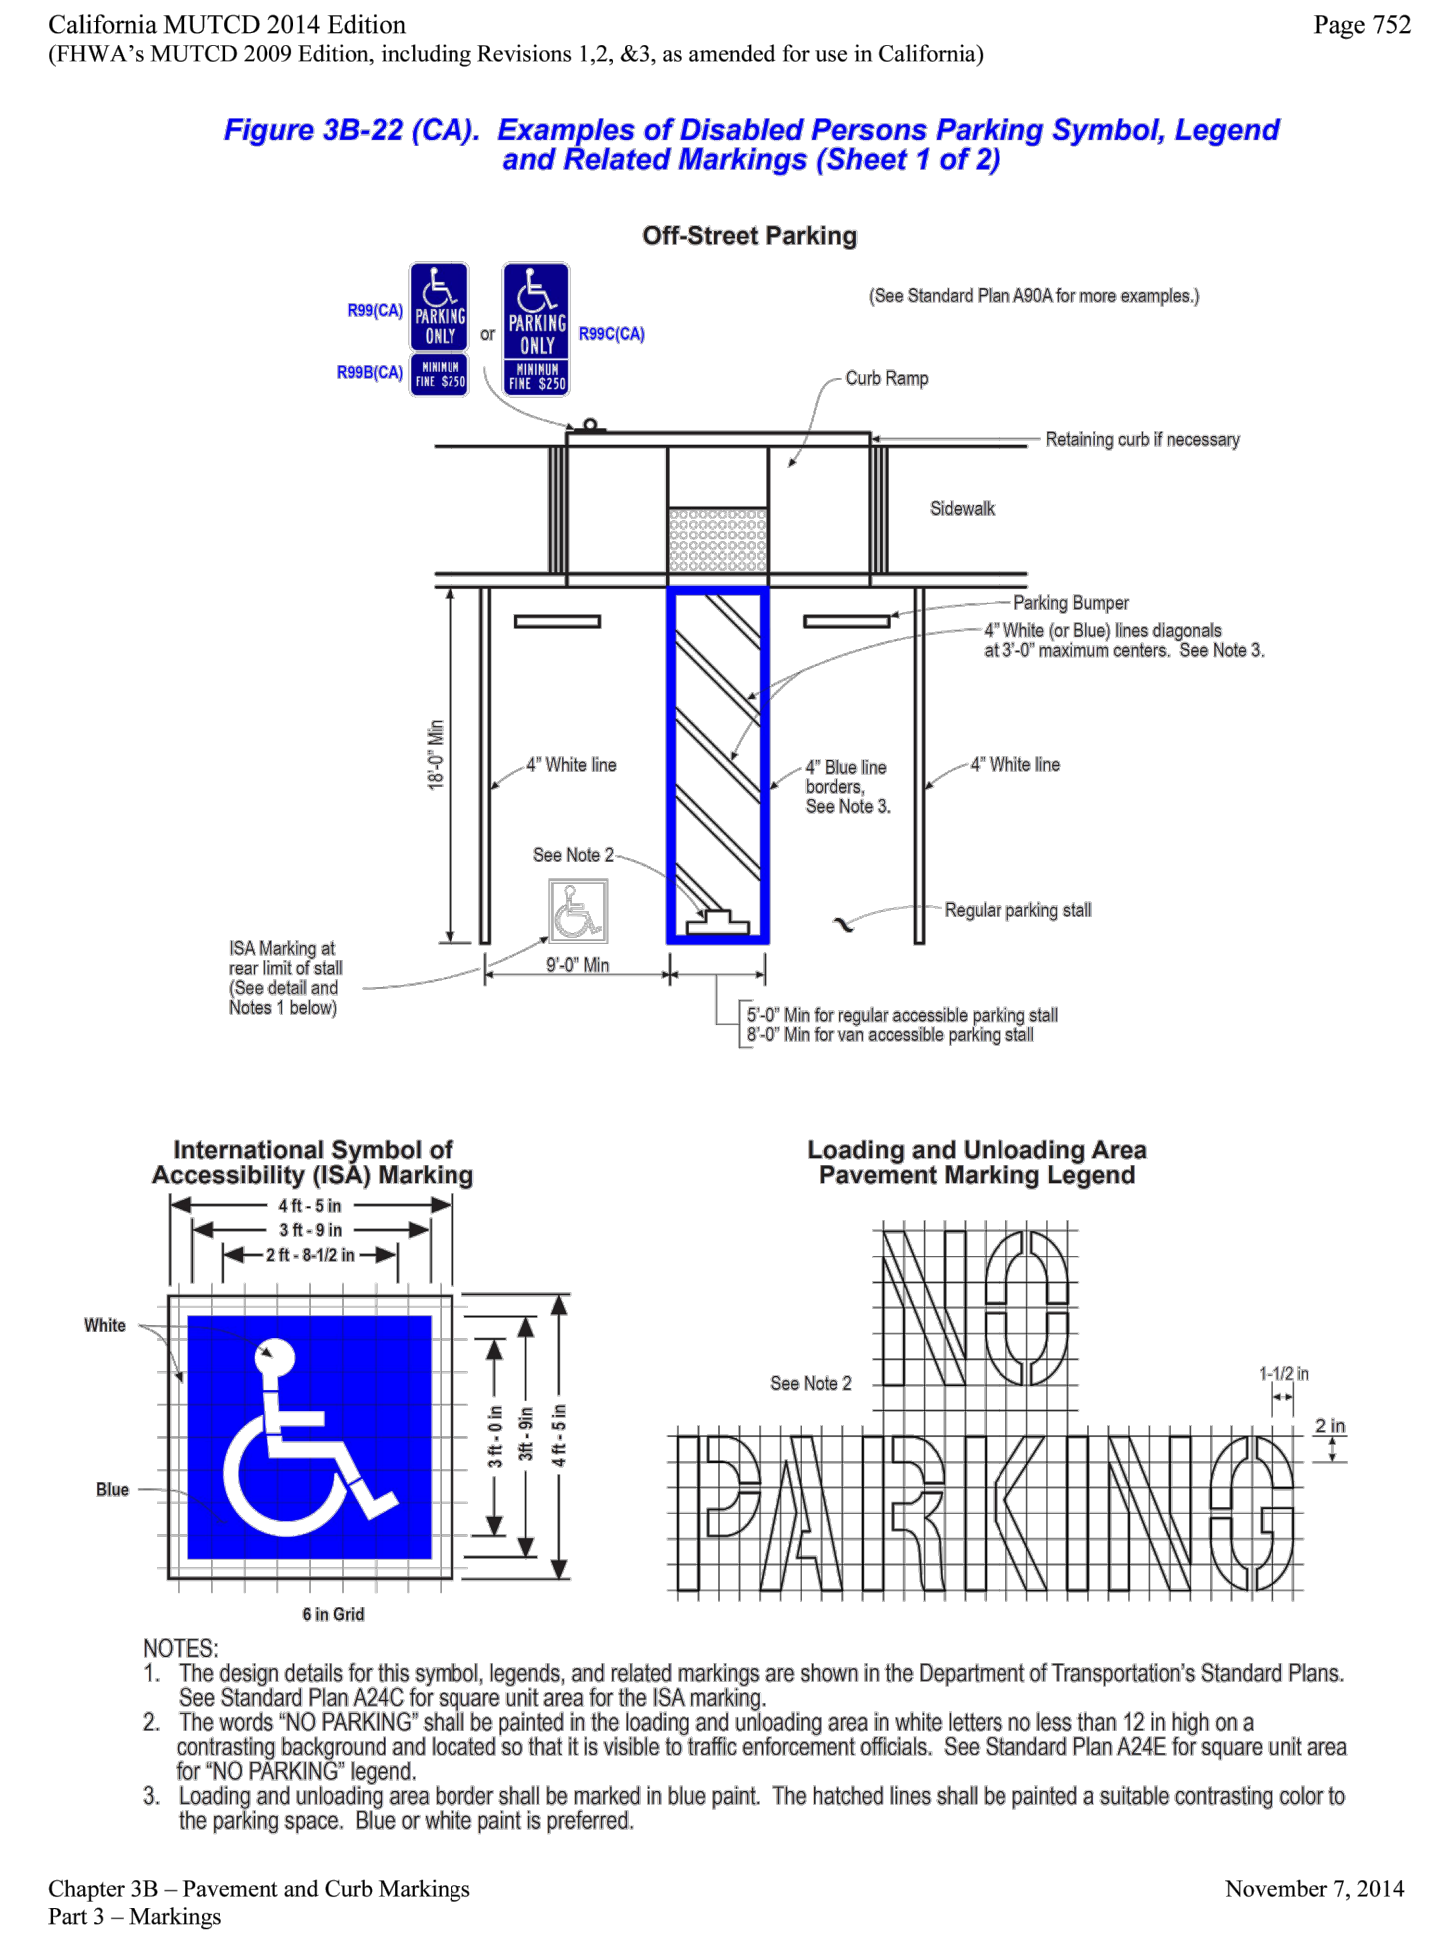 California MUTCD 2014 Edition Page 752
(FHWA’s MUTCD 2009 Edition, including Revisions 1,2, &3, as amended for use in California)
Figure 3B-22 (CA). Examples of Disabled Persons Parking Symbol, Legend
and Related Markings (Sheet 1 of 2)
Off-Street Parking
R99(CA)
PARKING
ONLY
R99B(CA)
MINIMUM
FINE $250
or
PARKING
ONLY
MINIMUM
FINE $250
R99C(CA)
(See Standard Plan A90A for more examples.)
Curb Ramp
Retaining curb if necessary
Sidewalk
Parking Bumper
4” White (or Blue) lines diagonals
at 3’-0” maximum centers. See Note 3.
18’-0” Min
4” White line
4” Blue line
borders,
See Note 3.
4” White line
See Note 2
Regular parking stall
ISA Marking at
rear limit of stall
(See detail and
Notes 1 below)
9’-0” Min
5’-0” Min for regular accessible parking stall
8’-0” Min for van accessible parking stall
International Symbol of
Accessibility (ISA) Marking
4 ft - 5 in
3 ft - 9 in
2 ft - 8-1/2 in
White
Blue
3 ft - 0 in
3ft - 9in
4 ft - 5 in
6 in Grid
Loading and Unloading Area
Pavement Marking Legend
NO
See Note 2
1-1/2 in
2 in
PARKING
NOTES:
1. The design details for this symbol, legends, and related markings are shown in the Department of Transportation’s Standard Plans.
See Standard Plan A24C for square unit area for the ISA marking.
2. The words “NO PARKING” shall be painted in the loading and unloading area in white letters no less than 12 in high on a
contrasting background and located so that it is visible to traffic enforcement officials. See Standard Plan A24E for square unit area
for “NO PARKING” legend.
3. Loading and unloading area border shall be marked in blue paint. The hatched lines shall be painted a suitable contrasting color to
the parking space. Blue or white paint is preferred.
Chapter 3B – Pavement and Curb Markings November 7, 2014
Part 3 – Markings